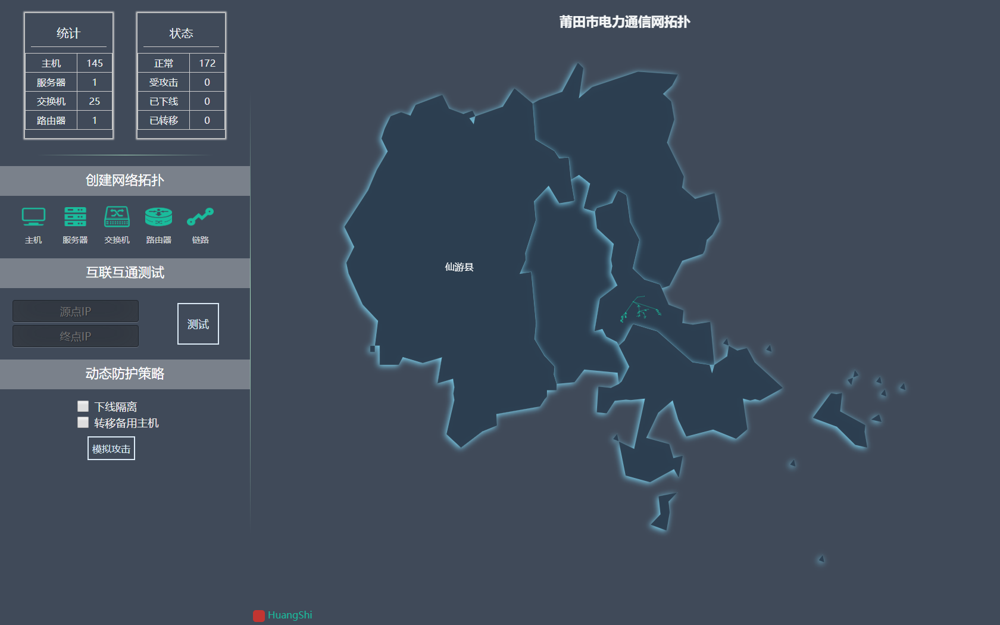 统计
主机 145
服务器 1
交换机 25
路由器 1
状态
正常 172
受攻击 0
已下线 0
已转移 0
创建网络拓扑
主机 服务器 交换机 路由器 链路
互联互通测试
源点IP
终点IP
测试
动态防护策略
下线隔离
转移备用主机
模拟攻击
莆田市电力通信网拓扑
仙游县
HuangShi